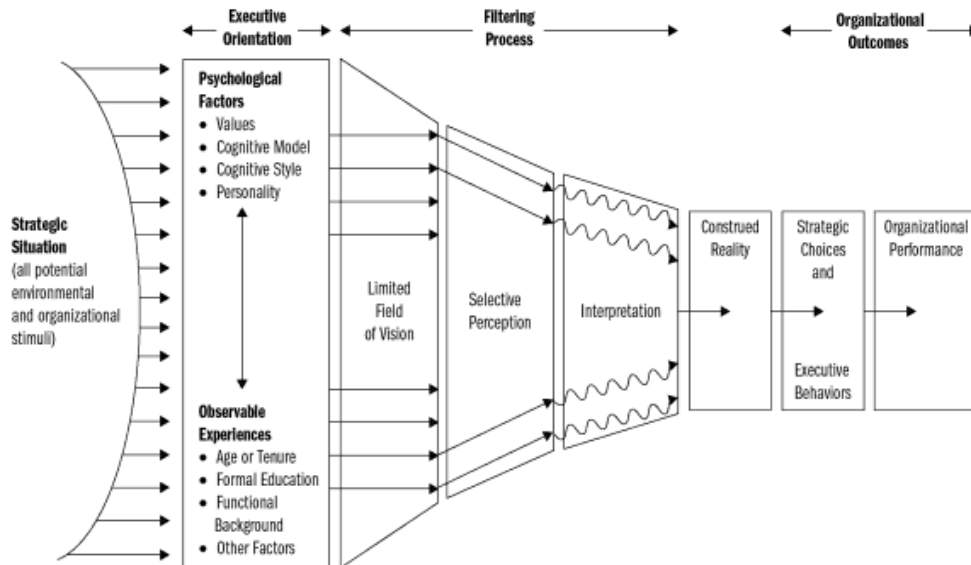 Executive
Orientation
Filtering
Process
Organizational
Outcomes
Strategic
Situation
(all potential
environmental
and organizational
stimuli)
Psychological
Factors
• Values
• Cognitive Model
• Cognitive Style
• Personality
Observable
Experiences
• Age or Tenure
• Formal Education
• Functional
Background
• Other Factors
Limited
Field
of Vision
Selective
Perception
Interpretation
Construed
Reality
Strategic
Choices
and
Executive
Behaviors
Organizational
Performance